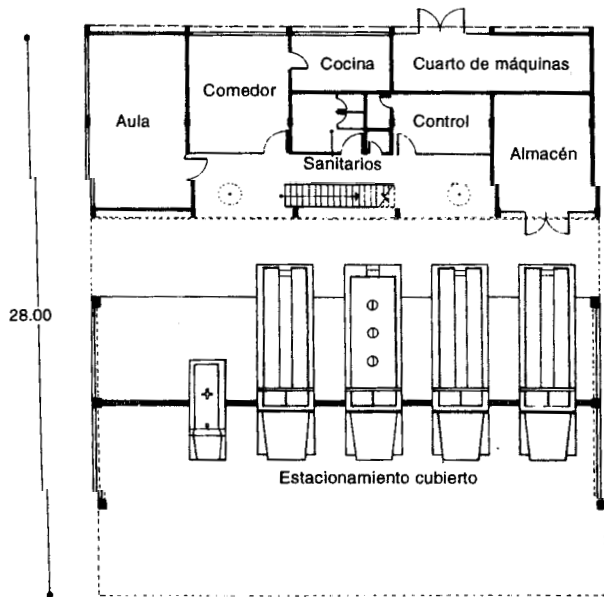 Cocina
Cuarto de máquinas
Comedor
Aula
Control
Almacén
Sanitarios
28.00
Estacionamiento cubierto